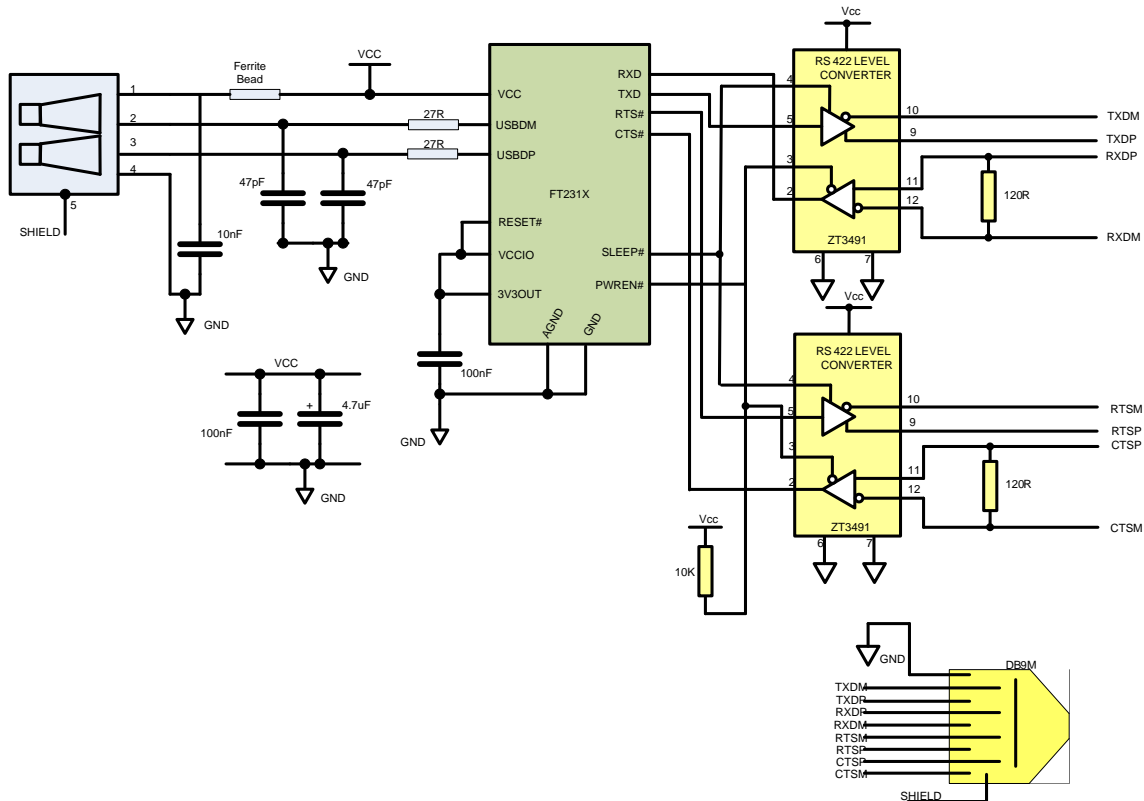 Vcc
RS 422 LEVEL
CONVERTER
4
10
TXDM
5
9
TXDP
3
11
RXDP
2
12
120R
RXDM
ZT3491
6
7
Ferrite
Bead
VCC
1
2
3
4
5
SHIELD
27R
27R
47pF
47pF
10nF
GND
GND
VCC
USBDM
USBDP
FT231X
RESET#
VCCIO
3V3OUT
AGND
GND
RXD
TXD
RTS#
CTS#
SLEEP#
PWREN#
100nF
GND
VCC
100nF
+
4.7uF
GND
Vcc
RS 422 LEVEL
CONVERTER
4
10
RTSM
5
9
RTSP
3
11
CTSP
2
12
120R
CTSM
ZT3491
6
7
Vcc
10K
GND
DB9M
TXDM
TXDP
RXDP
RXDM
RTSM
RTSP
CTSP
CTSM
SHIELD